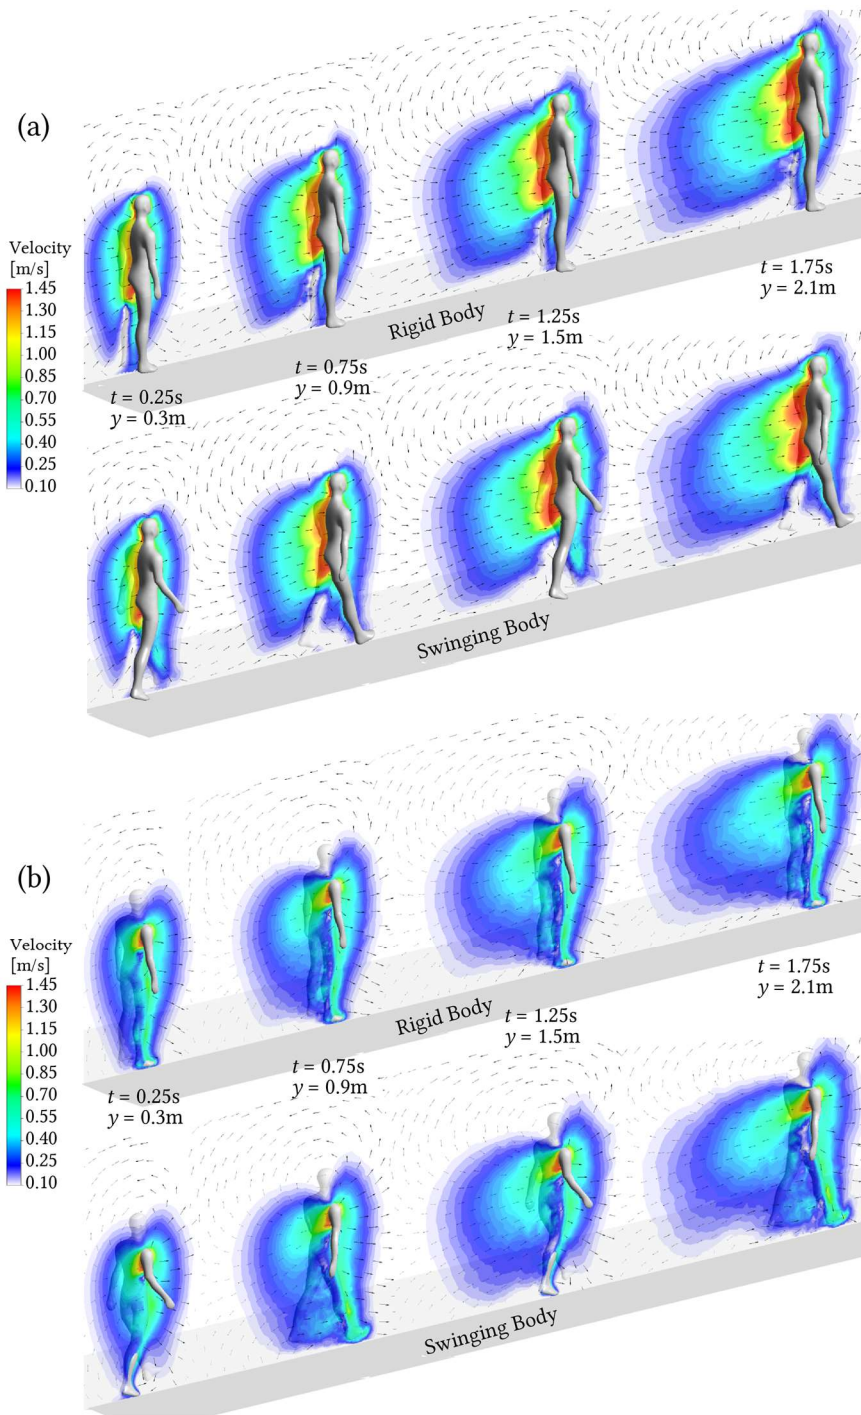 (a)
Velocity
[m/s]
1.45
1.30
1.15
1.00
0.85
0.70
0.55
0.40
0.25
0.10
Rigid Body
t = 0.25s
y = 0.3m
t = 0.75s
y = 0.9m
t = 1.25s
y = 1.5m
t = 1.75s
y = 2.1m
Swinging Body
(b)
Velocity
[m/s]
1.45
1.30
1.15
1.00
0.85
0.70
0.55
0.40
0.25
0.10
Rigid Body
t = 0.25s
y = 0.3m
t = 0.75s
y = 0.9m
t = 1.25s
y = 1.5m
t = 1.75s
y = 2.1m
Swinging Body